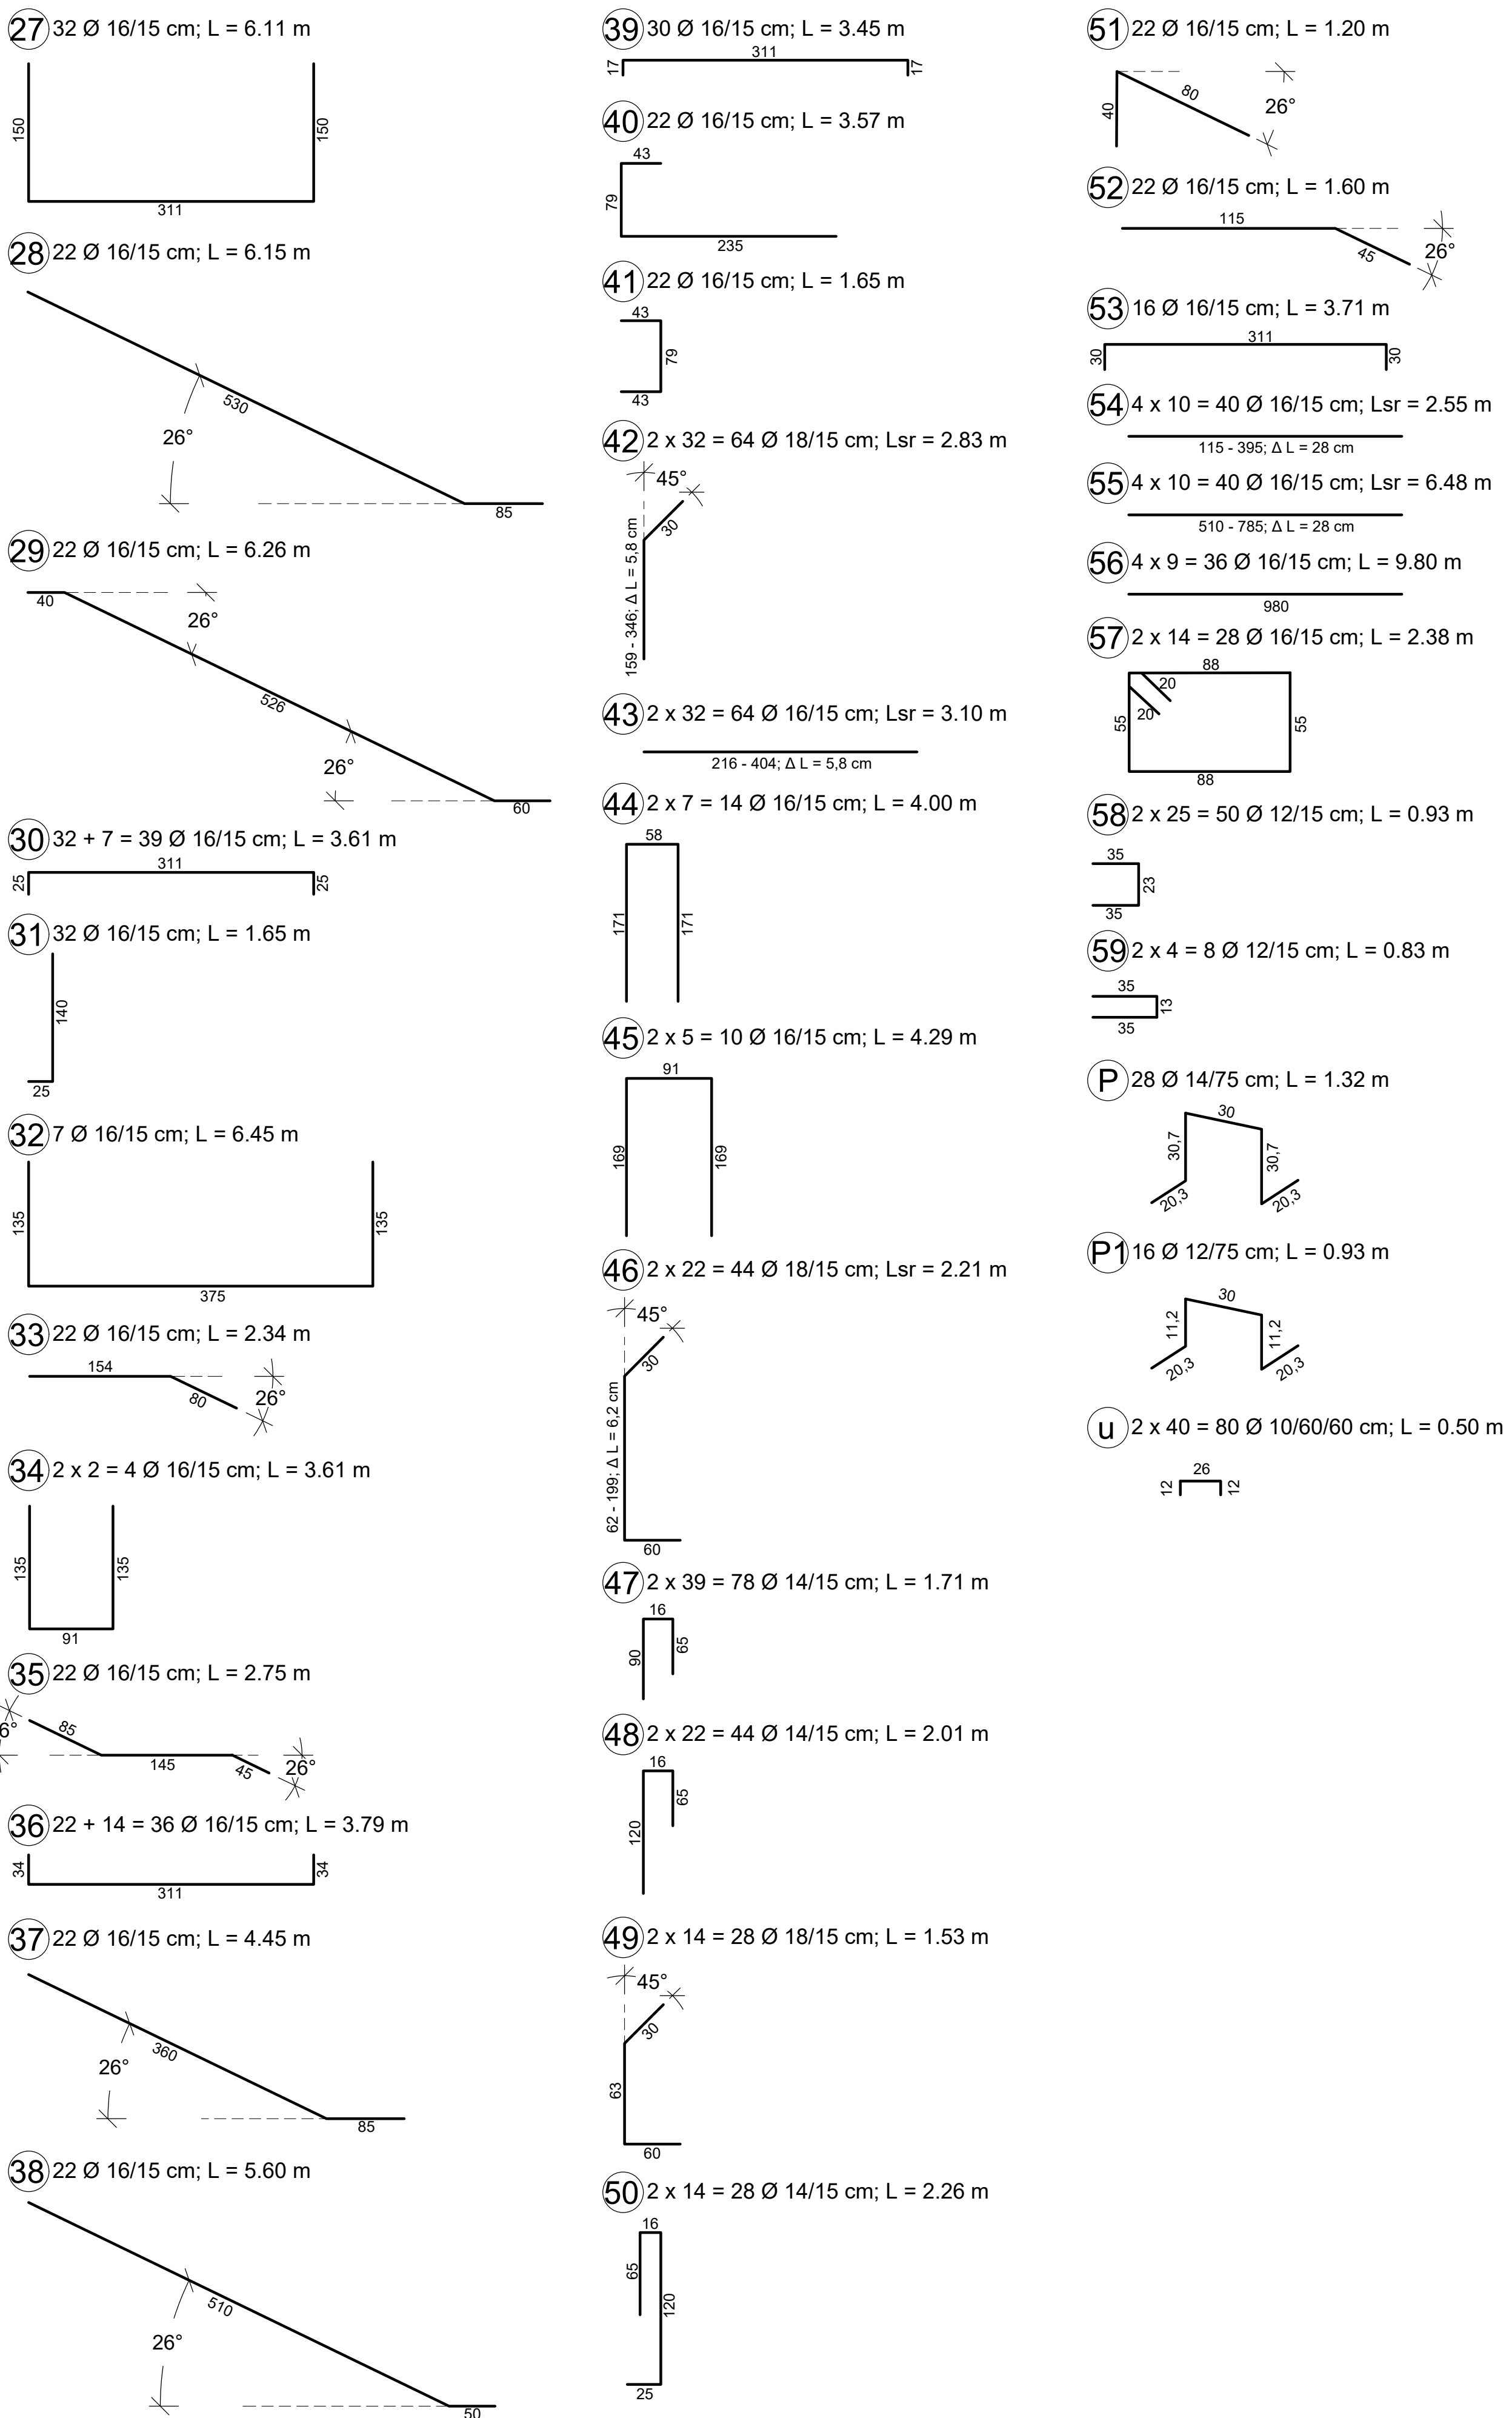 27 32 Ø 16/15 cm; L = 6.11 m
150
150
311
28 22 Ø 16/15 cm; L = 6.15 m
530
26°
85
29 22 Ø 16/15 cm; L = 6.26 m
40
26°
526
26°
60
30 32 + 7 = 39 Ø 16/15 cm; L = 3.61 m
311
25
25
31 32 Ø 16/15 cm; L = 1.65 m
140
25
32 7 Ø 16/15 cm; L = 6.45 m
135
135
375
33 22 Ø 16/15 cm; L = 2.34 m
154
80
26°
34 2 x 2 = 4 Ø 16/15 cm; L = 3.61 m
135
135
91
35 22 Ø 16/15 cm; L = 2.75 m
6°
85
145
45
26°
36 22 + 14 = 36 Ø 16/15 cm; L = 3.79 m
34
34
311
37 22 Ø 16/15 cm; L = 4.45 m
360
26°
85
38 22 Ø 16/15 cm; L = 5.60 m
510
26°
50
39 30 Ø 16/15 cm; L = 3.45 m
311
17
17
40 22 Ø 16/15 cm; L = 3.57 m
43
79
235
41 22 Ø 16/15 cm; L = 1.65 m
43
79
43
42 2 x 32 = 64 Ø 18/15 cm; Lsr = 2.83 m
45°
30
159 - 346; Δ L = 5,8 cm
43 2 x 32 = 64 Ø 16/15 cm; Lsr = 3.10 m
216 - 404; Δ L = 5,8 cm
44 2 x 7 = 14 Ø 16/15 cm; L = 4.00 m
58
171
171
45 2 x 5 = 10 Ø 16/15 cm; L = 4.29 m
91
169
169
46 2 x 22 = 44 Ø 18/15 cm; Lsr = 2.21 m
45°
30
62 - 199; Δ L = 6,2 cm
60
47 2 x 39 = 78 Ø 14/15 cm; L = 1.71 m
16
90
65
48 2 x 22 = 44 Ø 14/15 cm; L = 2.01 m
16
65
120
49 2 x 14 = 28 Ø 18/15 cm; L = 1.53 m
45°
30
63
60
50 2 x 14 = 28 Ø 14/15 cm; L = 2.26 m
16
65
120
25
51 22 Ø 16/15 cm; L = 1.20 m
80
40
26°
52 22 Ø 16/15 cm; L = 1.60 m
115
45
26°
53 16 Ø 16/15 cm; L = 3.71 m
311
30
30
54 4 x 10 = 40 Ø 16/15 cm; Lsr = 2.55 m
115 - 395; Δ L = 28 cm
55 4 x 10 = 40 Ø 16/15 cm; Lsr = 6.48 m
510 - 785; Δ L = 28 cm
56 4 x 9 = 36 Ø 16/15 cm; L = 9.80 m
980
57 2 x 14 = 28 Ø 16/15 cm; L = 2.38 m
88
20
20
55
55
88
58 2 x 25 = 50 Ø 12/15 cm; L = 0.93 m
35
23
35
59 2 x 4 = 8 Ø 12/15 cm; L = 0.83 m
35
13
35
P 28 Ø 14/75 cm; L = 1.32 m
30
30,7
30,7
20,3
20,3
P1 16 Ø 12/75 cm; L = 0.93 m
30
11,2
11,2
20,3
20,3
u 2 x 40 = 80 Ø 10/60/60 cm; L = 0.50 m
26
12
12